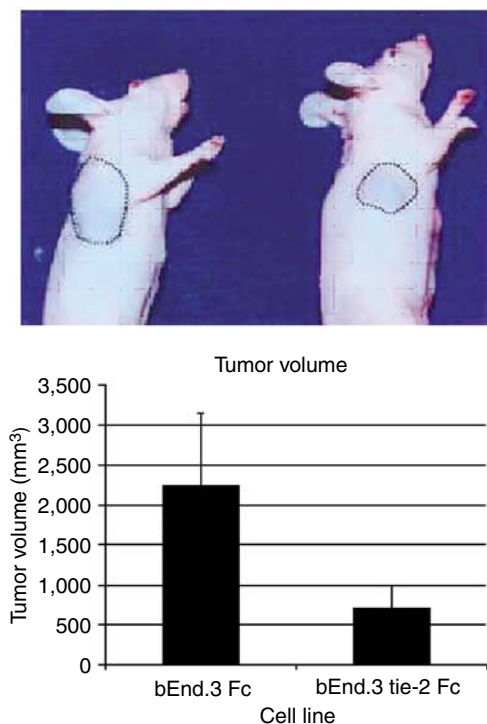 Tumor volume
3,500
3,000
2,500
2,000
1,500
1,000
500
0
Tumor volume (mm³)
bEnd.3 Fc
bEnd.3 tie-2 Fc
Cell line